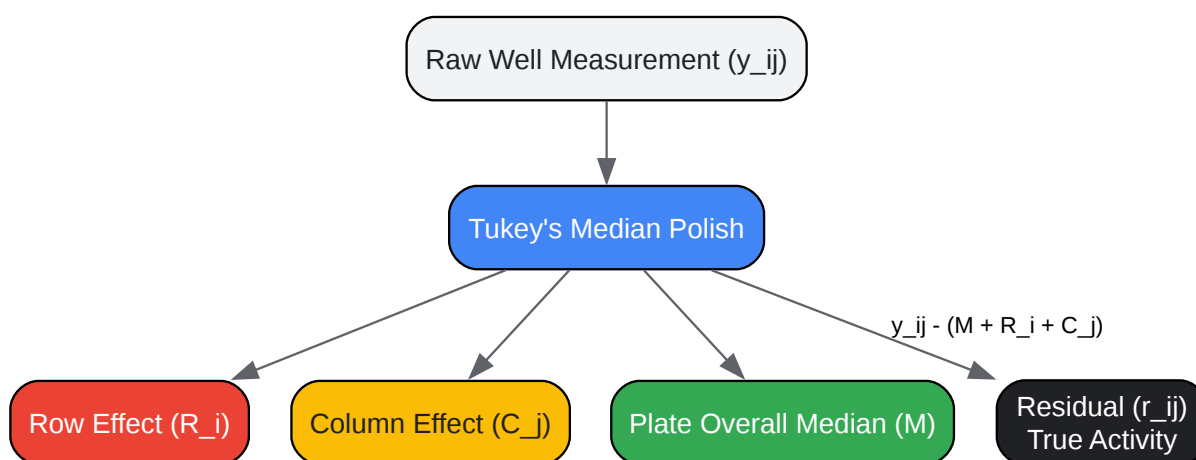 Raw Well Measurement (y_ij)
Tukey's Median Polish
y_ij - (M + R_i + C_j)
Row Effect (R_i)
Column Effect (C_j)
Plate Overall Median (M)
Residual (r_ij)
True Activity